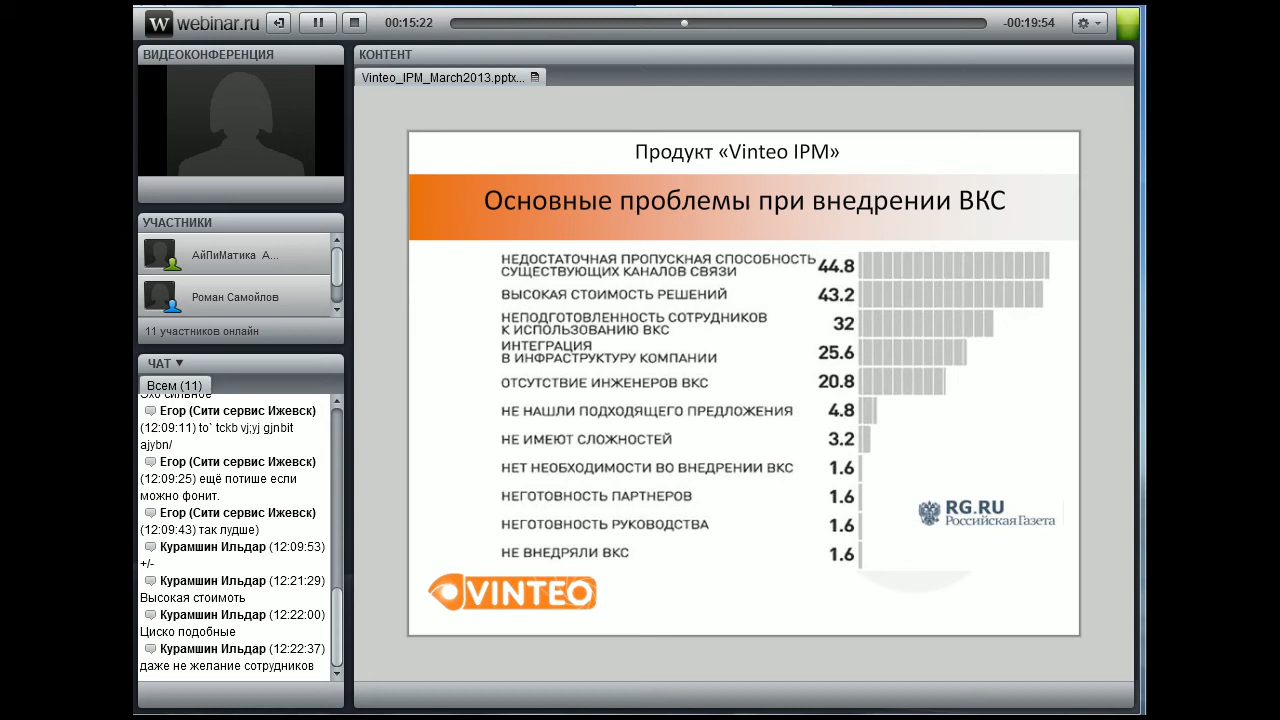 W webinar.ru
00:15:22
-00:19:54
ВИДЕОКОНФЕРЕНЦИЯ
УЧАСТНИКИ
АйПиМатика А...
Роман Самойлов
11 участников онлайн
ЧАТ
Всем (11)
Эхо сильное
Егор (Сити сервис Ижевск)
(12:09:11) to` tckb vj;yj gjnbit
ajybn/
Егор (Сити сервис Ижевск)
(12:09:25) ещё потише если
можно фонит.
Егор (Сити сервис Ижевск)
(12:09:43) так лудше)
Курамшин Ильдар (12:09:53)
+/-
Курамшин Ильдар (12:21:29)
Высокая стоимоть
Курамшин Ильдар (12:22:00)
Циско подобные
Курамшин Ильдар (12:22:37)
даже не желание сотрудников
КОНТЕНТ
Vinteo_IPM_March2013.pptx...
Продукт «Vinteo IPM»
Основные проблемы при внедрении ВКС
НЕДОСТАТОЧНАЯ ПРОПУСКНАЯ СПОСОБНОСТЬ
СУЩЕСТВУЮЩИХ КАНАЛОВ СВЯЗИ 44.8
ВЫСОКАЯ СТОИМОСТЬ РЕШЕНИЙ 43.2
НЕПОДГОТОВЛЕННОСТЬ СОТРУДНИКОВ
К ИСПОЛЬЗОВАНИЮ ВКС 32
ИНТЕГРАЦИЯ
В ИНФРАСТРУКТУРУ КОМПАНИИ 25.6
ОТСУТСТВИЕ ИНЖЕНЕРОВ ВКС 20.8
НЕ НАШЛИ ПОДХОДЯЩЕГО ПРЕДЛОЖЕНИЯ 4.8
НЕ ИМЕЮТ СЛОЖНОСТЕЙ 3.2
НЕТ НЕОБХОДИМОСТИ ВО ВНЕДРЕНИИ ВКС 1.6
НЕГОТОВНОСТЬ ПАРТНЕРОВ 1.6
НЕГОТОВНОСТЬ РУКОВОДСТВА 1.6
НЕ ВНЕДРЯЛИ ВКС 1.6
RG.RU
Российская Газета
VINTEO